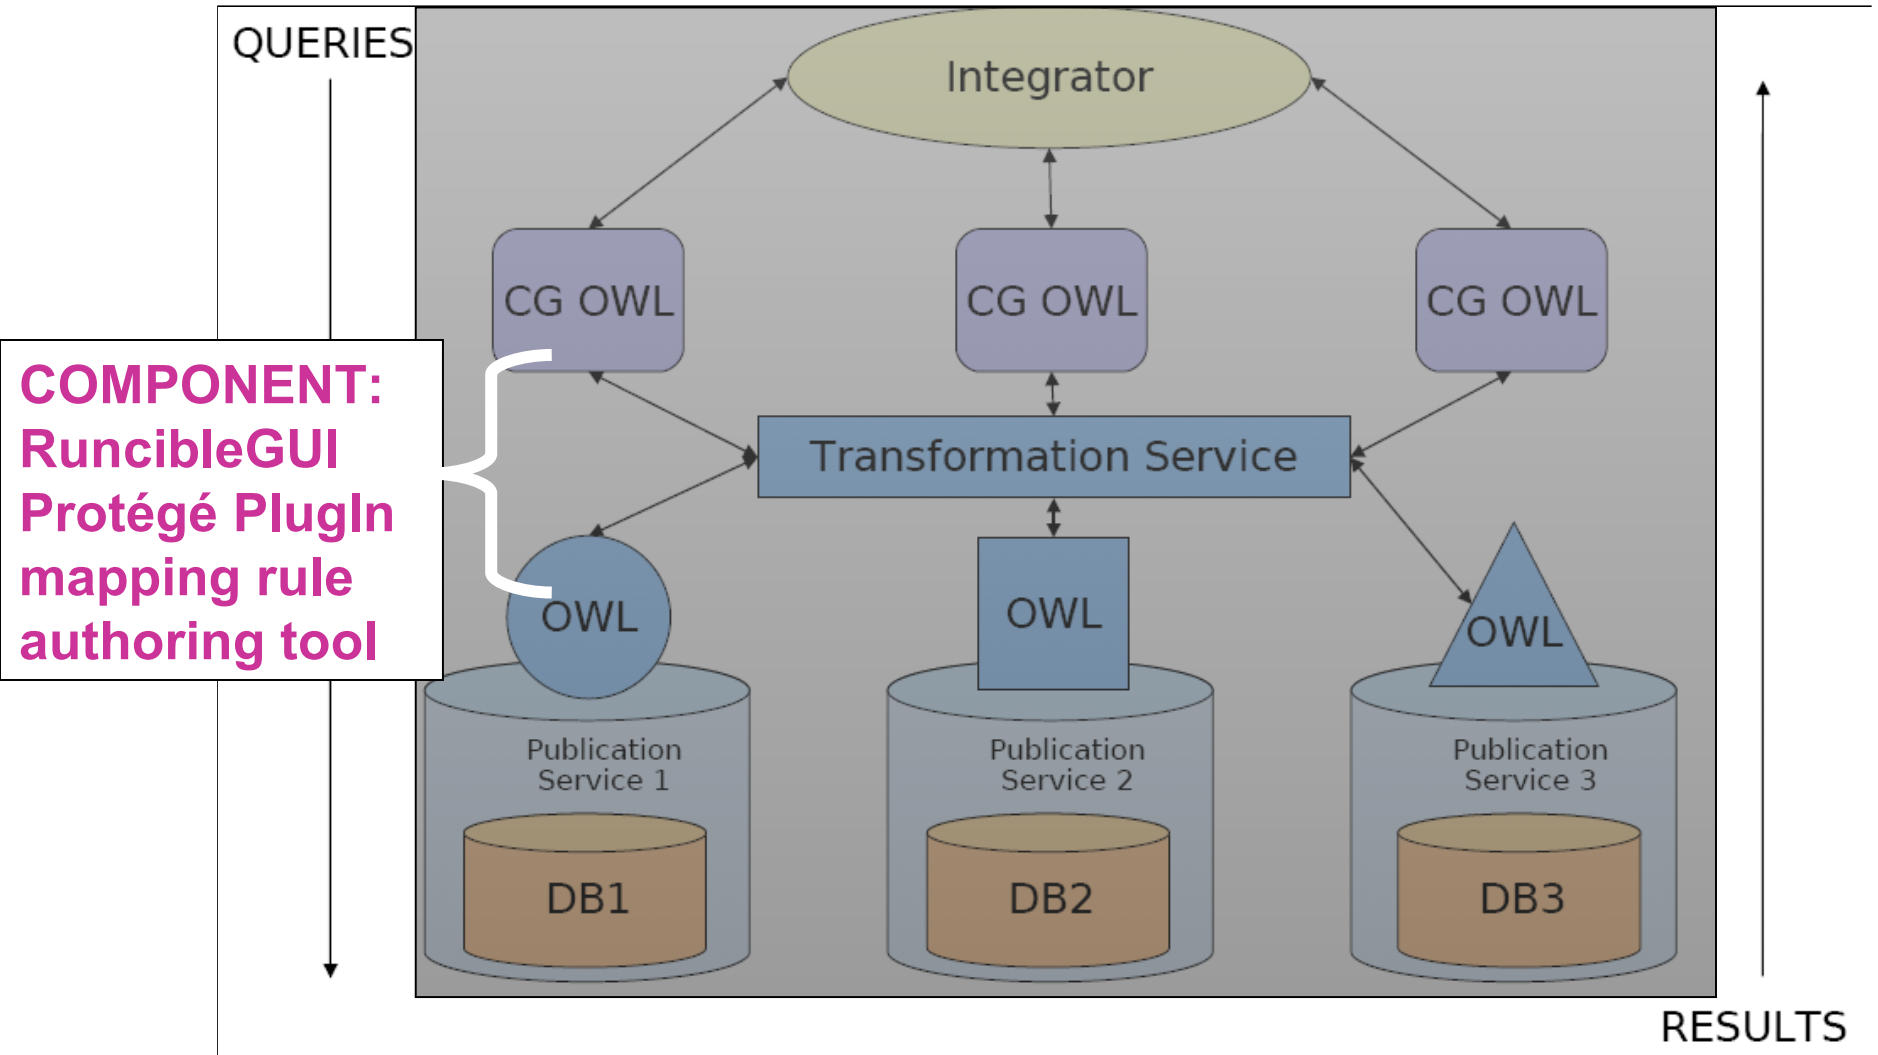 QUERIES
Integrator
CG OWL
CG OWL
CG OWL
COMPONENT:
RuncibleGUI
Protégé PlugIn
mapping rule
authoring tool
Transformation Service
OWL
OWL
OWL
Publication
Service 1
Publication
Service 2
Publication
Service 3
DB1
DB2
DB3
RESULTS